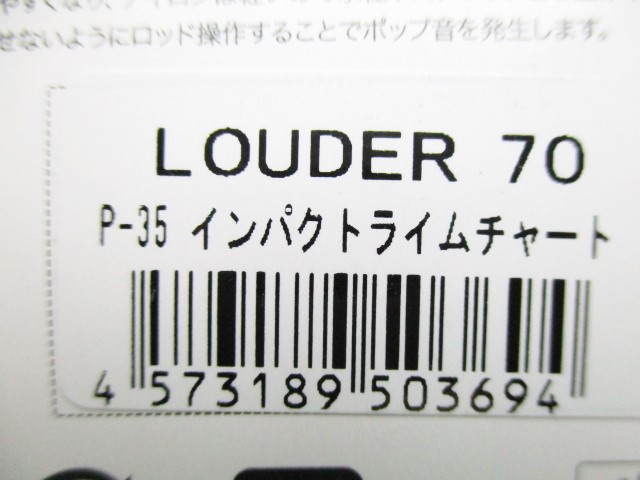 せないようにロッド操作することでポップ音を発生します。
LOUDER 70
P-35 インパクトライムチャート
4 573189 503694